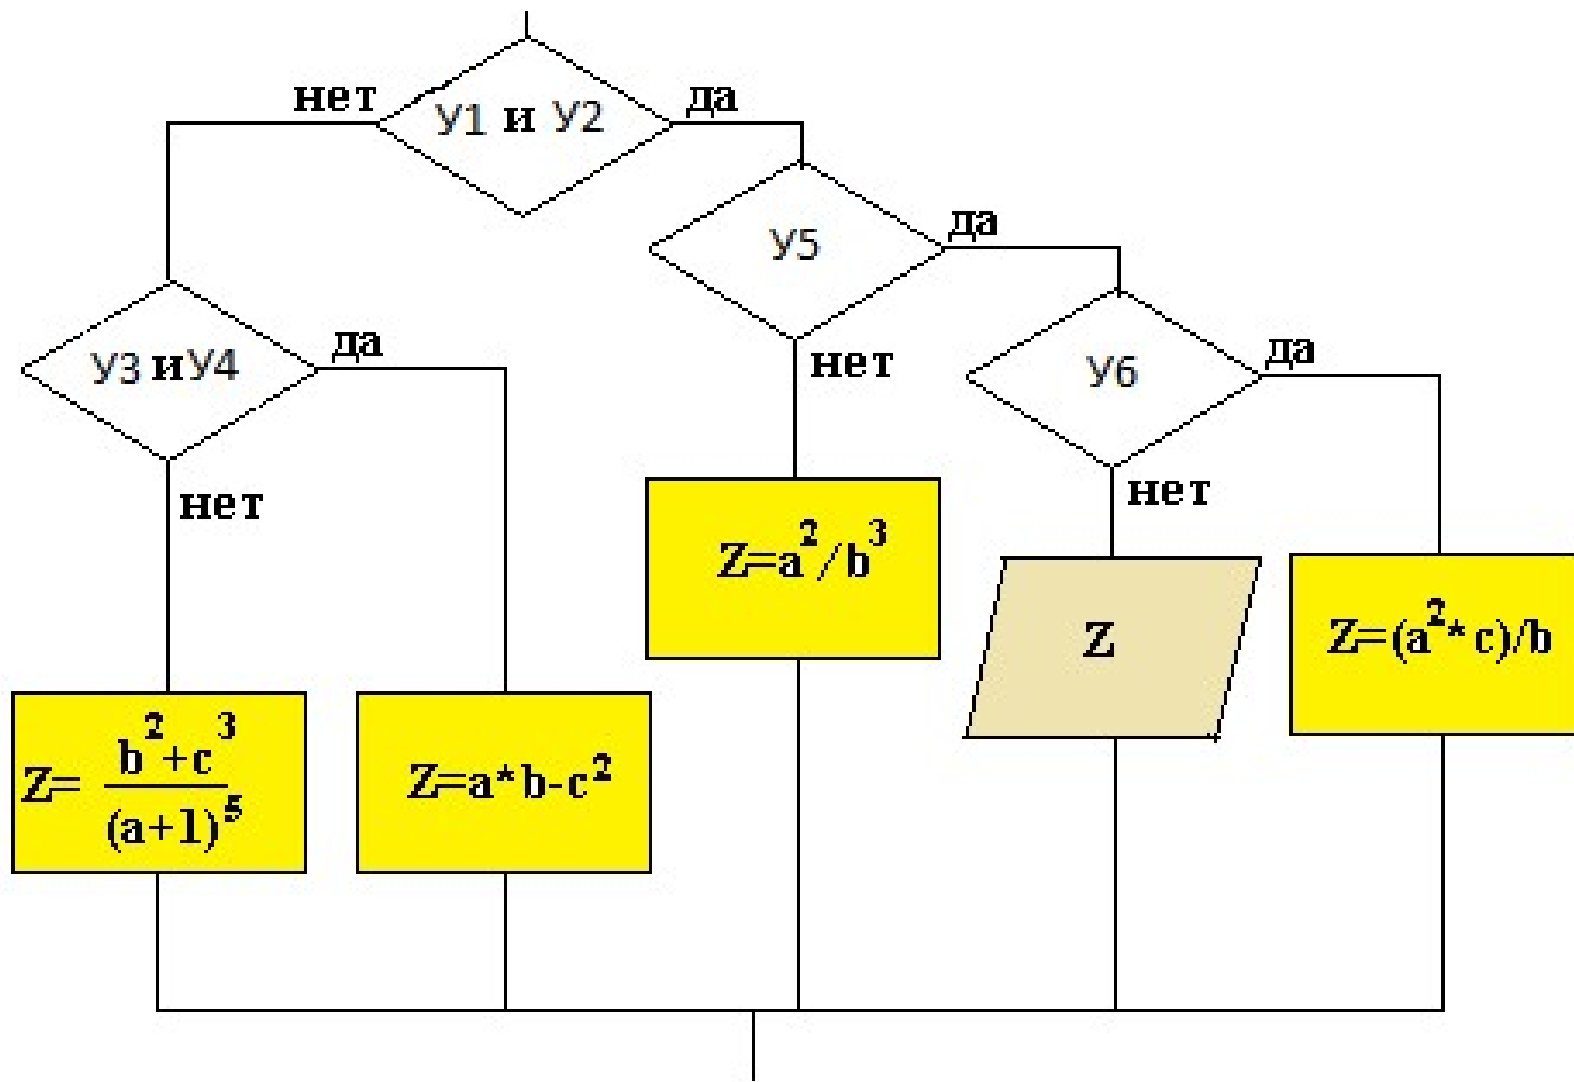 нет
У1 и У2
да
У5
да
У3 иУ4
да
нет
У6
да
нет
нет
Z=a²/b³
Z
Z=(a²*c)/b
Z= b²+c³
(a+1)⁵
Z=a*b-c²